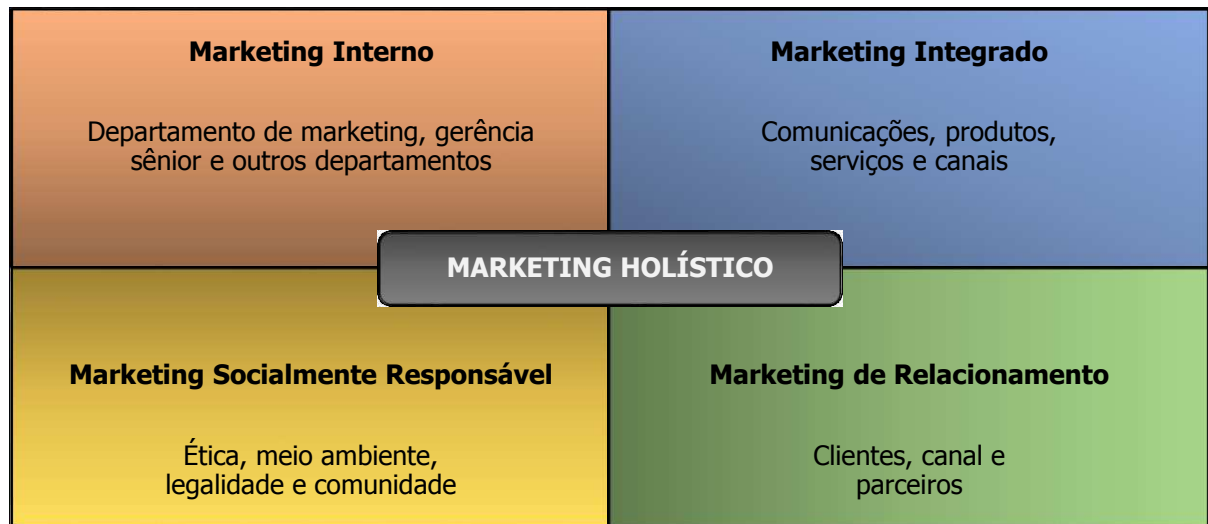 Marketing Interno
Departamento de marketing, gerência
sênior e outros departamentos
Marketing Integrado
Comunicações, produtos,
serviços e canais
MARKETING HOLÍSTICO
Marketing Socialmente Responsável
Ética, meio ambiente,
legalidade e comunidade
Marketing de Relacionamento
Clientes, canal e
parceiros